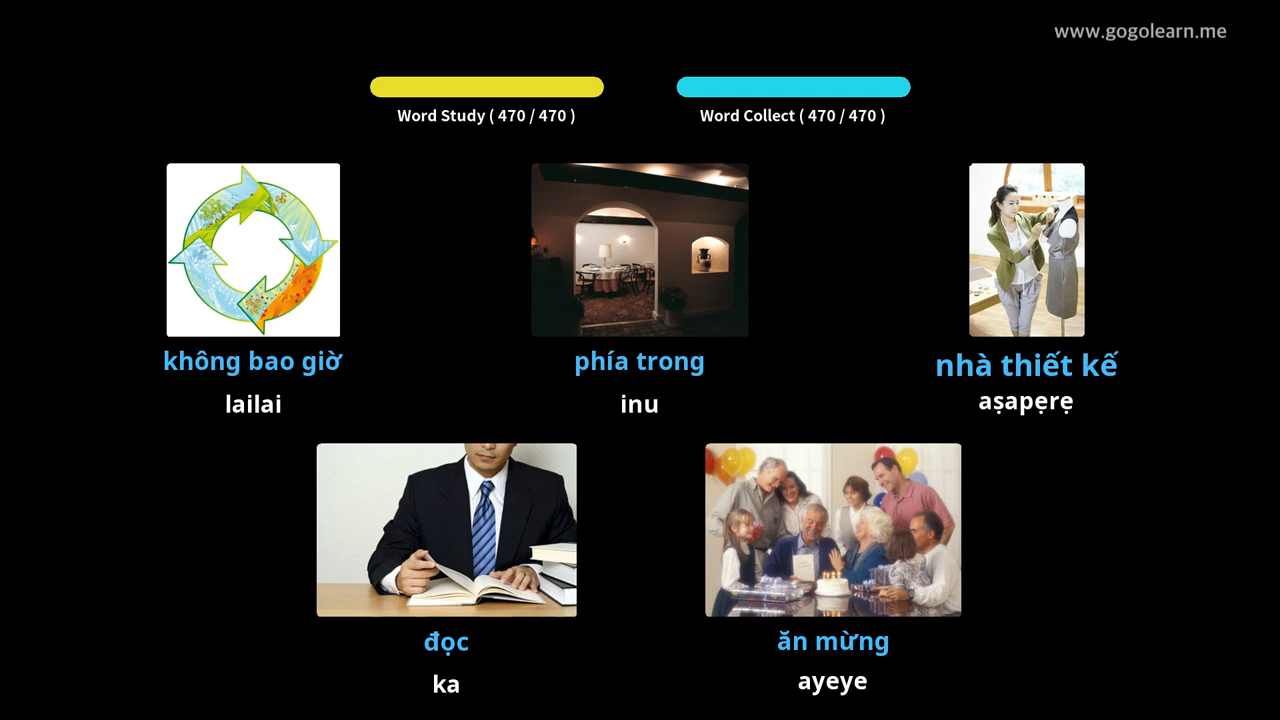 www.gogolearn.me
Word Study ( 470 / 470 )
Word Collect ( 470 / 470 )
không bao giờ
lailai
phía trong
inu
nhà thiết kế
aṣapẹrẹ
đọc
ka
ăn mừng
ayeye